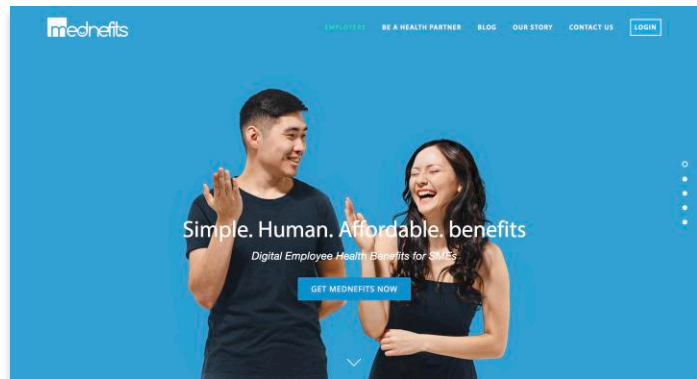 mednefits
EMPLOYERS BE A HEALTH PARTNER BLOG OUR STORY CONTACT US LOGIN
Simple. Human. Affordable. benefits
Digital Employee Health Benefits for SMEs
GET MEDNEFITS NOW